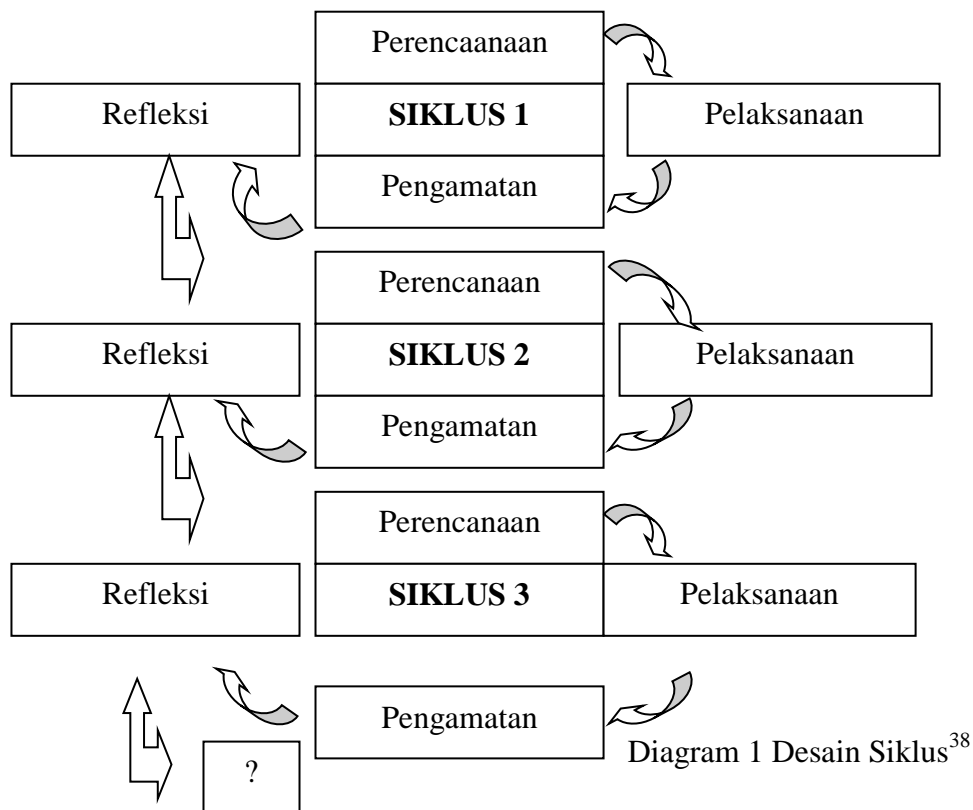 Perencaanaan
Refleksi
SIKLUS 1
Pelaksanaan
Pengamatan
Perencanaan
Refleksi
SIKLUS 2
Pelaksanaan
Pengamatan
Perencanaan
Refleksi
SIKLUS 3
Pelaksanaan
Pengamatan
Diagram 1 Desain Siklus38
?